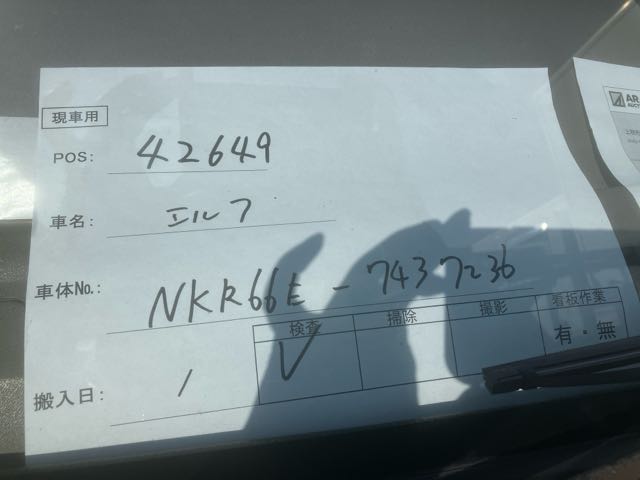 現車用
POS: 42649
車名: エルフ
車体No.: NKR66E-7437236
検査 掃除 撮影 看板作業
有・無
搬入日: /
AR